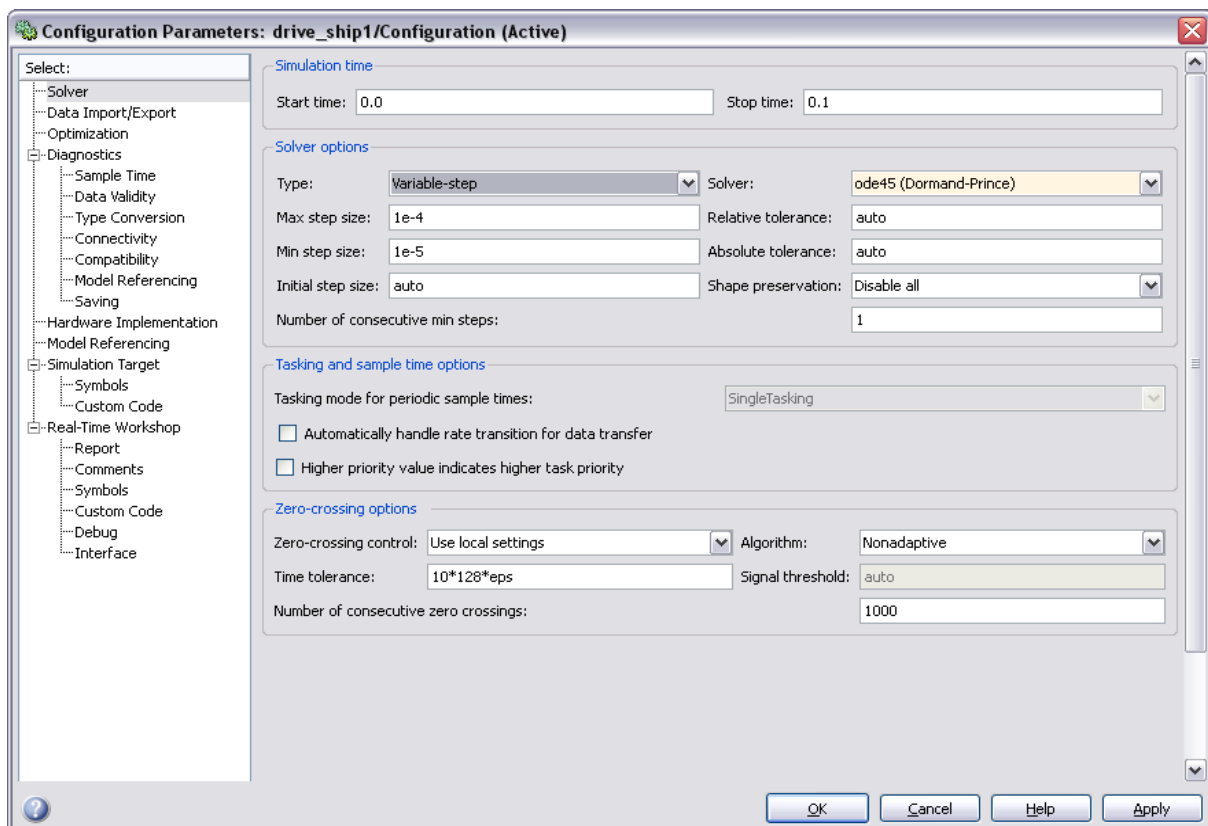 Configuration Parameters: drive_ship1/Configuration (Active)
Select:
Solver
Data Import/Export
Optimization
Diagnostics
Sample Time
Data Validity
Type Conversion
Connectivity
Compatibility
Model Referencing
Saving
Hardware Implementation
Model Referencing
Simulation Target
Symbols
Custom Code
Real-Time Workshop
Report
Comments
Symbols
Custom Code
Debug
Interface
Simulation time
Start time: 0.0 Stop time: 0.1
Solver options
Type: Variable-step Solver: ode45 (Dormand-Prince)
Max step size: 1e-4 Relative tolerance: auto
Min step size: 1e-5 Absolute tolerance: auto
Initial step size: auto Shape preservation: Disable all
Number of consecutive min steps: 1
Tasking and sample time options
Tasking mode for periodic sample times: SingleTasking
Automatically handle rate transition for data transfer
Higher priority value indicates higher task priority
Zero-crossing options
Zero-crossing control: Use local settings Algorithm: Nonadaptive
Time tolerance: 10*128*eps Signal threshold: auto
Number of consecutive zero crossings: 1000
OK Cancel Help Apply